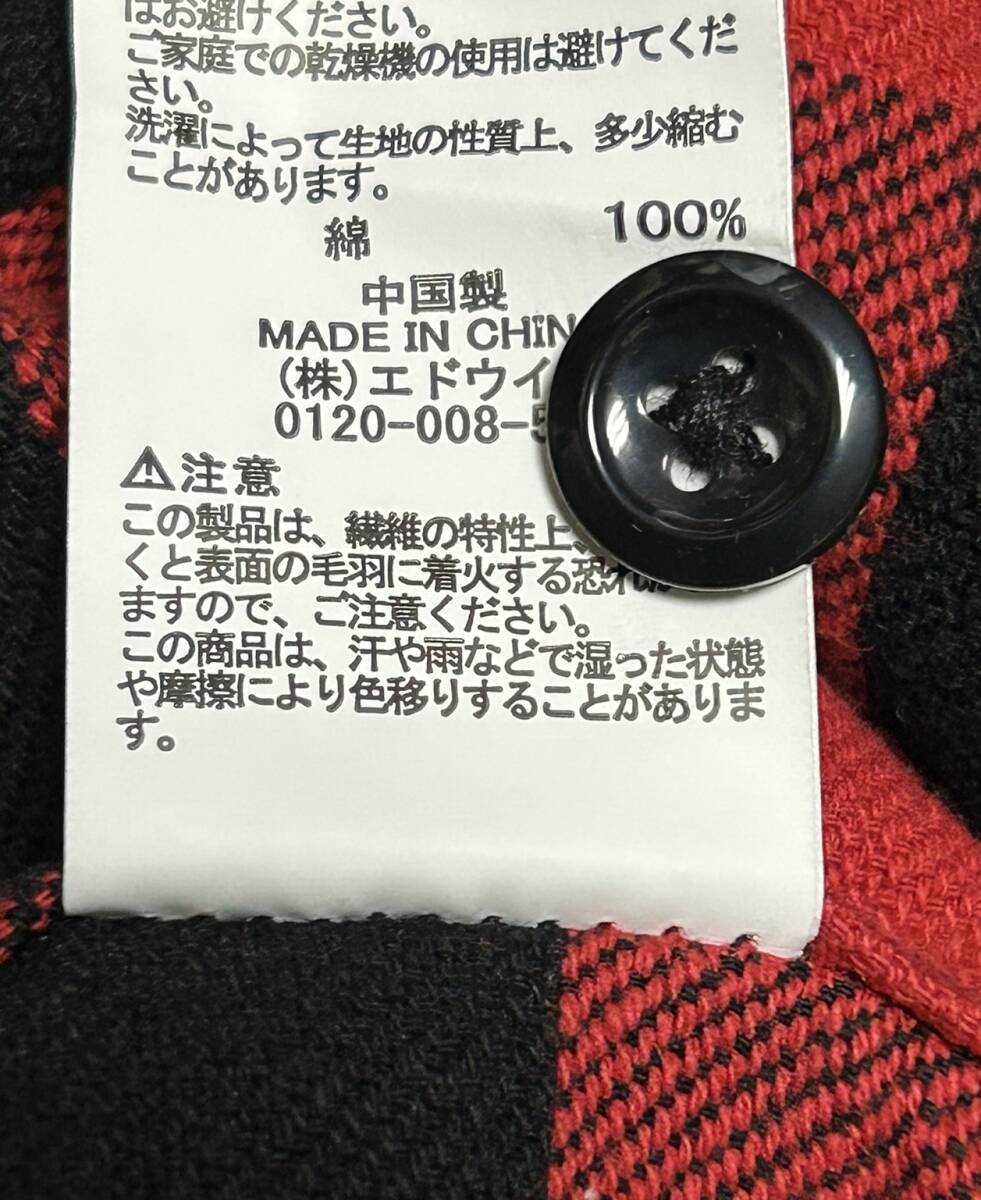 はお避けください。
ご家庭での乾燥機の使用は避けてくだ
さい。
洗濯によって生地の性質上、多少縮む
ことがあります。
綿 100%
中国製
MADE IN CHIN
(株)エドウイ
0120-008-5
⚠注意
この製品は、繊維の特性上、
くと表面の毛羽に着火する恐れ
ますので、ご注意ください。
この商品は、汗や雨などで湿った状態
や摩擦により色移りすることがありま
す。